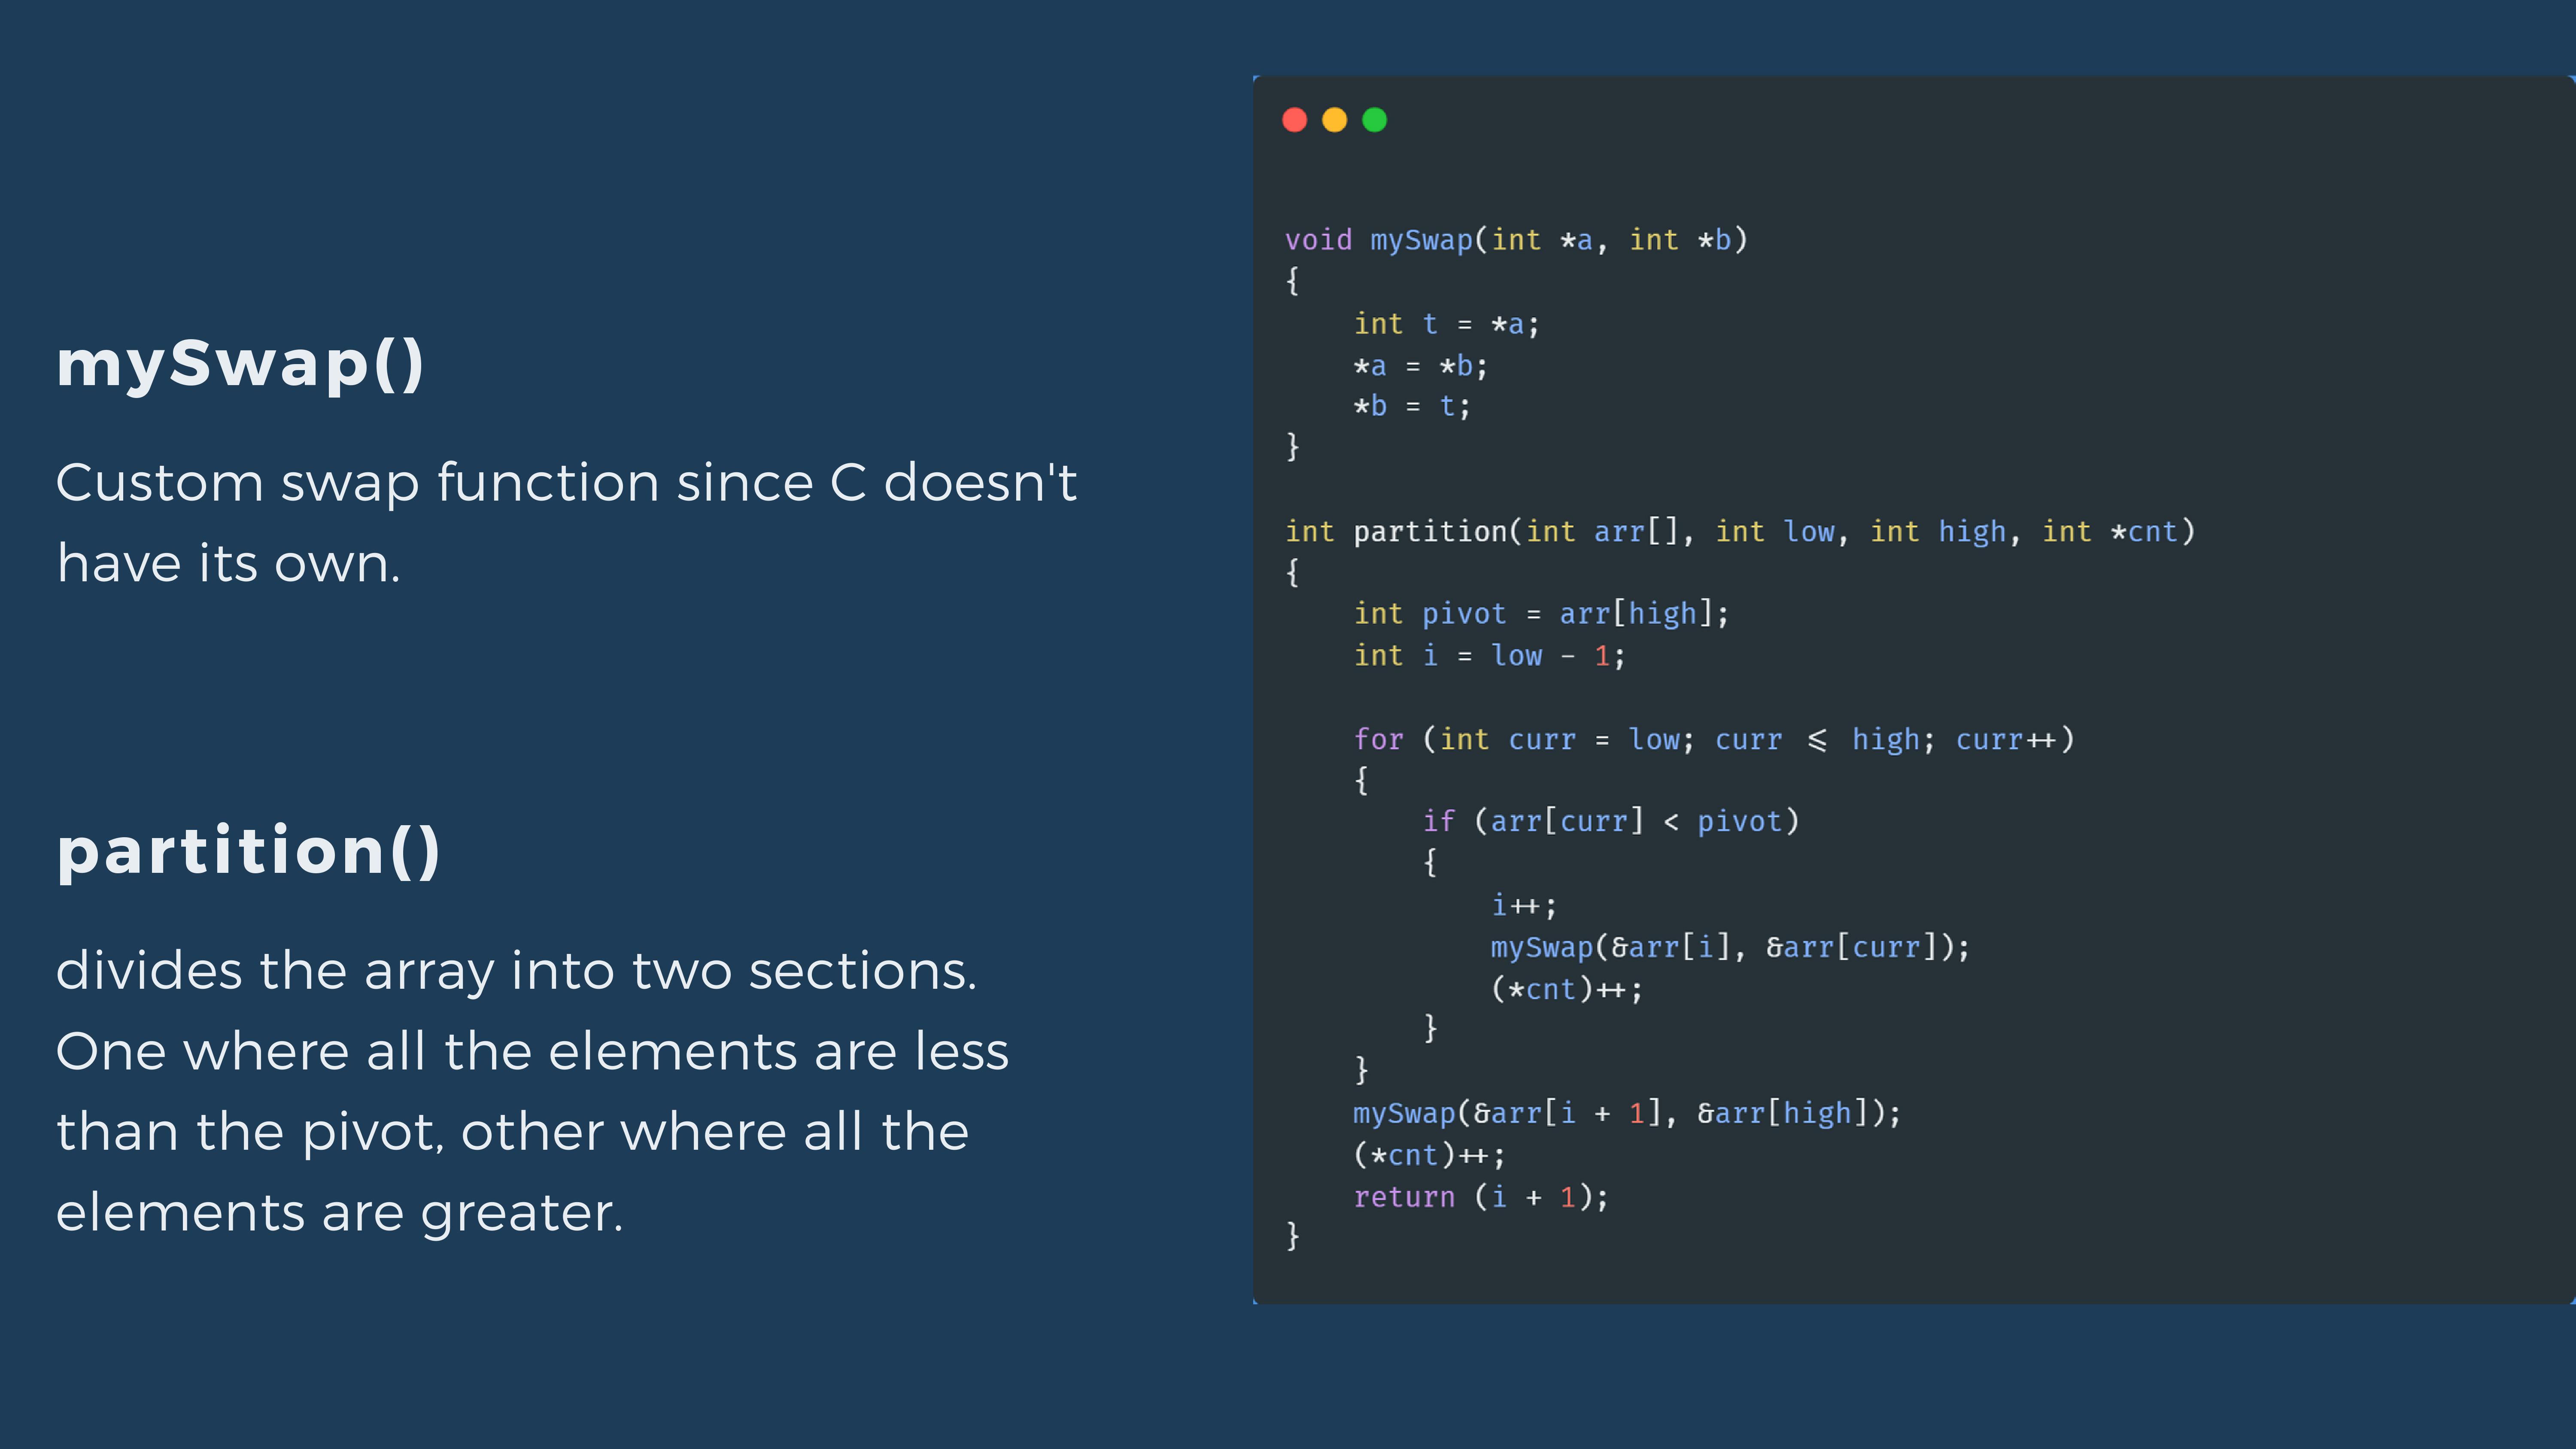 mySwap()
Custom swap function since C doesn't
have its own.
partition()
divides the array into two sections.
One where all the elements are less
than the pivot, other where all the
elements are greater.
void mySwap(int *a, int *b)
{
    int t = *a;
    *a = *b;
    *b = t;
}
int partition(int arr[], int low, int high, int *cnt)
{
    int pivot = arr[high];
    int i = low - 1;
    for (int curr = low; curr <= high; curr++)
    {
        if (arr[curr] < pivot)
        {
            i++;
            mySwap(&arr[i], &arr[curr]);
            (*cnt)++;
        }
    }
    mySwap(&arr[i + 1], &arr[high]);
    (*cnt)++;
    return (i + 1);
}